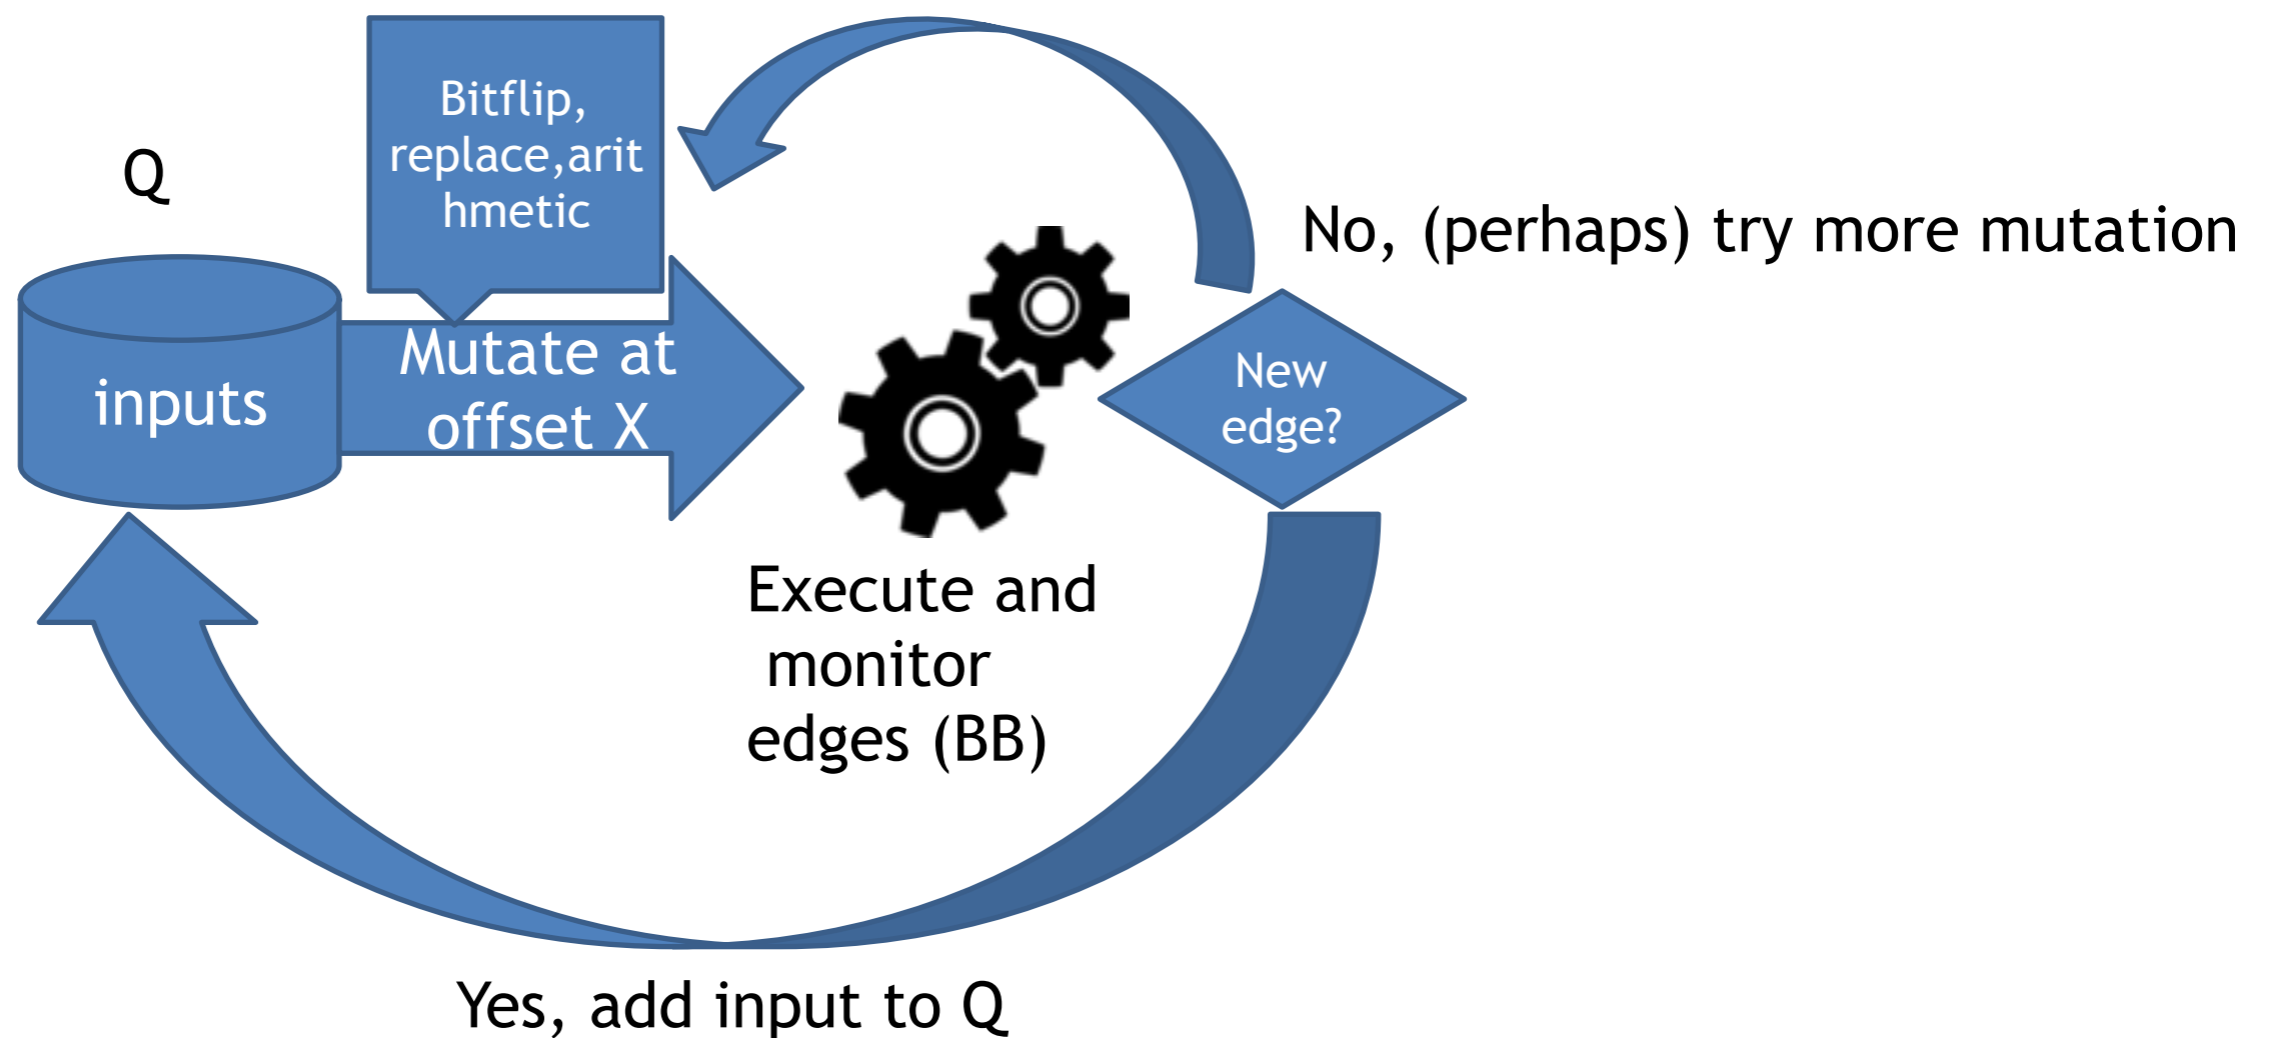 Q
inputs
Bitflip,
replace,arit
hmetic
Mutate at
offset X
Execute and
monitor
edges (BB)
New
edge?
No, (perhaps) try more mutation
Yes, add input to Q